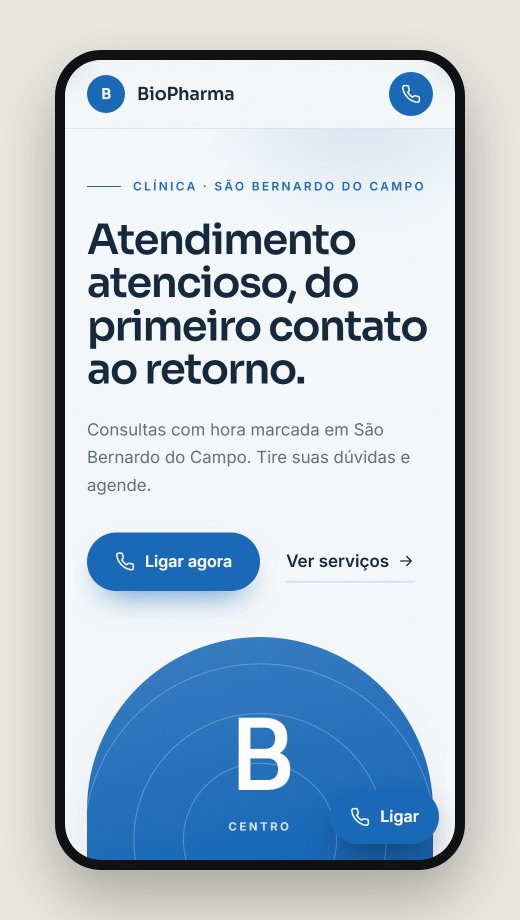 B BioPharma
CLÍNICA · SÃO BERNARDO DO CAMPO
Atendimento
atencioso, do
primeiro contato
ao retorno.
Consultas com hora marcada em São
Bernardo do Campo. Tire suas dúvidas e
agende.
Ligar agora
Ver serviços →
B
CENTRO
Ligar